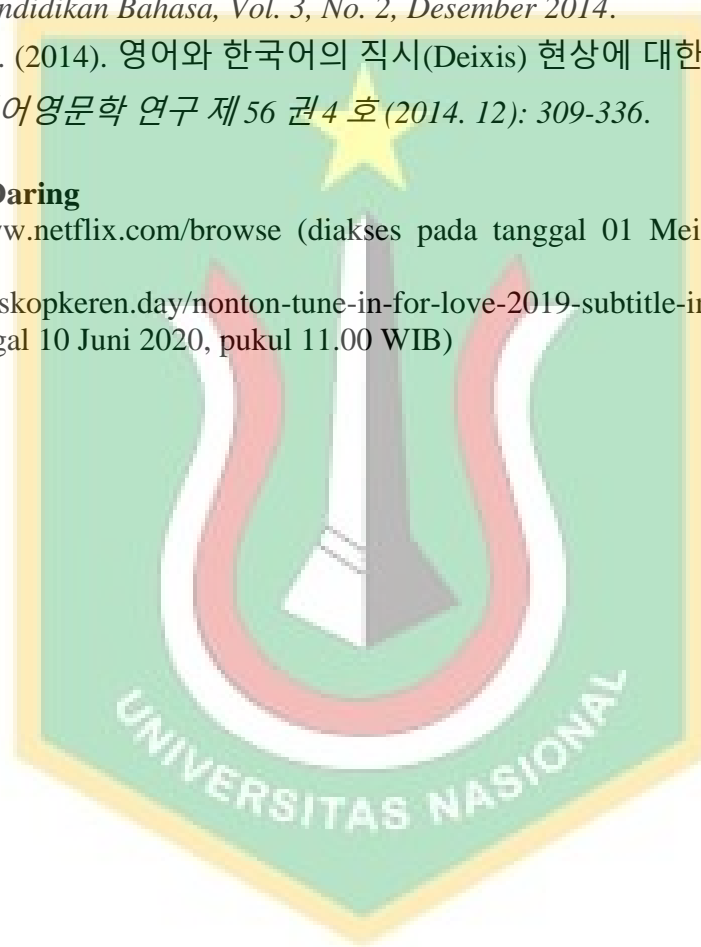 ndidikan Bahasa, Vol. 3, No. 2, Desember 2014.
. (2014). 영어와 한국어의 직시(Deixis) 현상에 대한
어영문학 연구 제 56 권 4 호 (2014. 12): 309-336.
Daring
w.netflix.com/browse (diakses pada tanggal 01 Mei
skopkeren.day/nonton-tune-in-for-love-2019-subtitle-in
gal 10 Juni 2020, pukul 11.00 WIB)
UNIVERSITAS NASIONAL